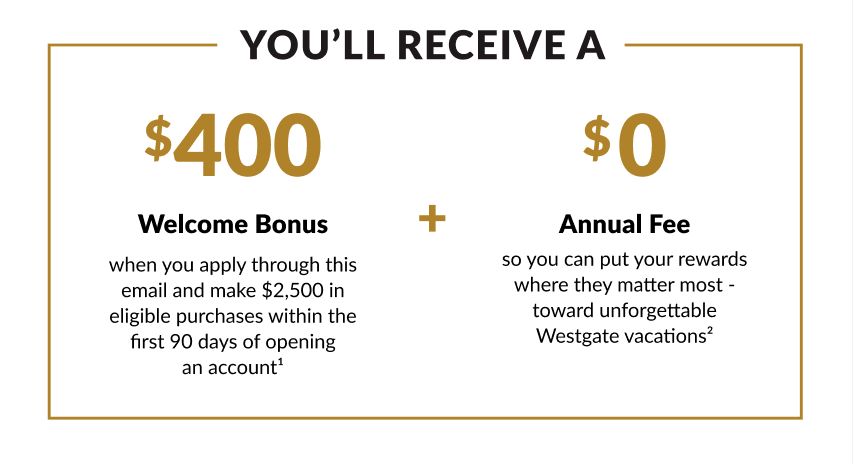 YOU'LL RECEIVE A
$400
Welcome Bonus
when you apply through this
email and make $2,500 in
eligible purchases within the
first 90 days of opening
an account¹
+
$0
Annual Fee
so you can put your rewards
where they matter most -
toward unforgettable
Westgate vacations²